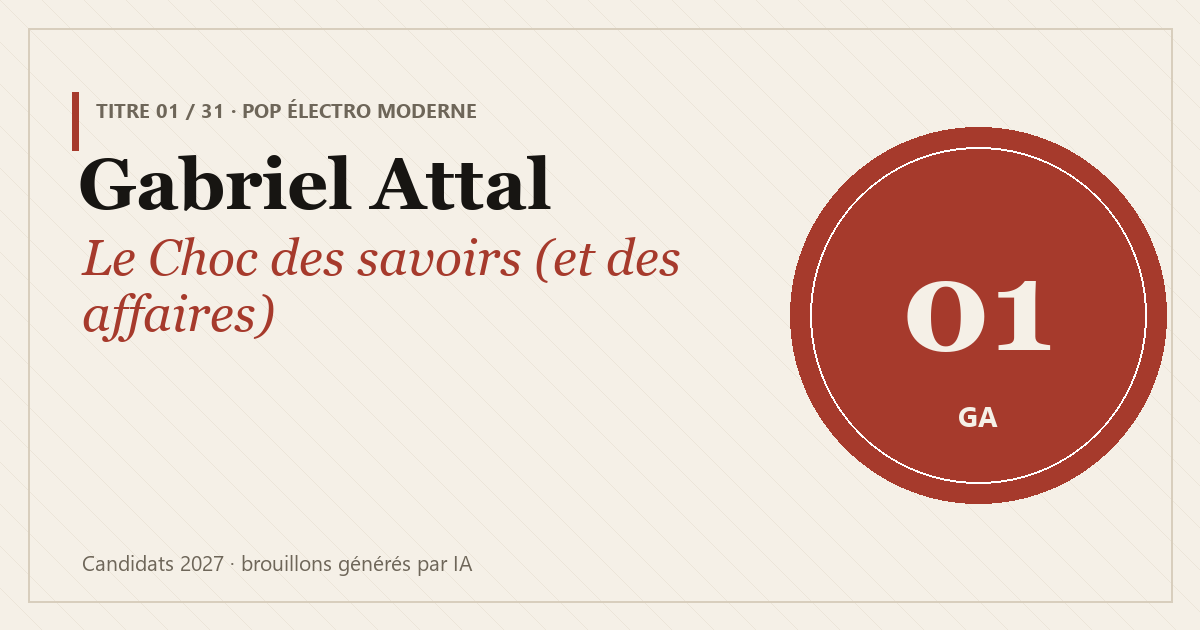 TITRE 01 / 31 · POP ÉLECTRO MODERNE
Gabriel Attal
Le Choc des savoirs (et des
affaires)
01
GA
Candidats 2027 · brouillons générés par IA